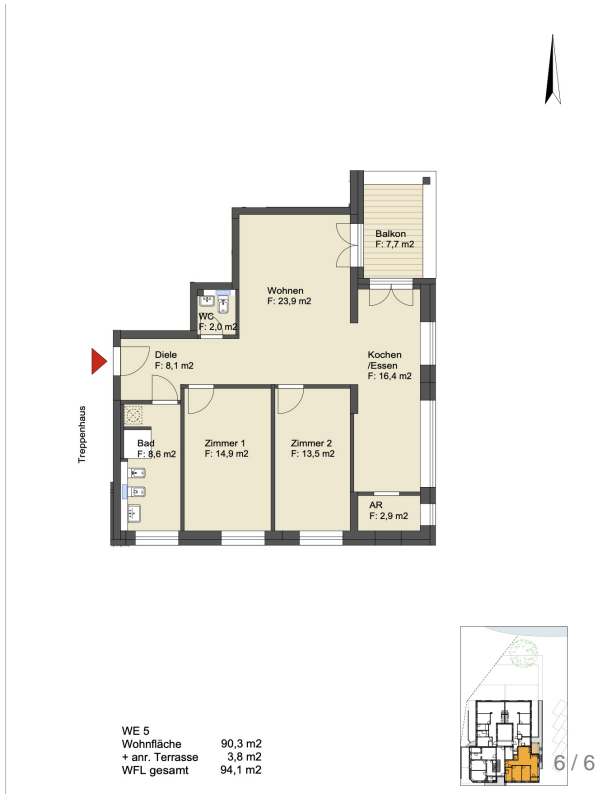 Balkon
F: 7,7 m2
Wohnen
F: 23,9 m2
WC
F: 2,0 m2
Diele
F: 8,1 m2
Kochen
/Essen
F: 16,4 m2
Treppenhaus
Bad
F: 8,6 m2
Zimmer 1
F: 14,9 m2
Zimmer 2
F: 13,5 m2
AR
F: 2,9 m2
WE 5
Wohnfläche 90,3 m2
+ anr. Terrasse 3,8 m2
WFL gesamt 94,1 m2
6 / 6